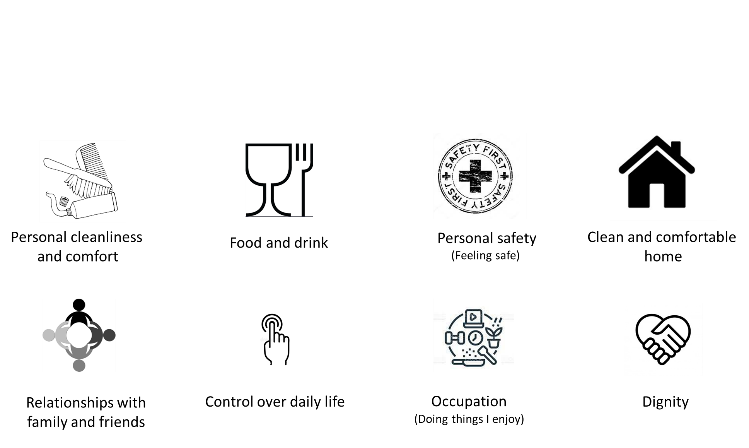 SAFETY FIRST
SAFETY FIRST
Personal cleanliness
and comfort
Food and drink
Personal safety
(Feeling safe)
Clean and comfortable
home
Relationships with
family and friends
Control over daily life
Occupation
(Doing things I enjoy)
Dignity